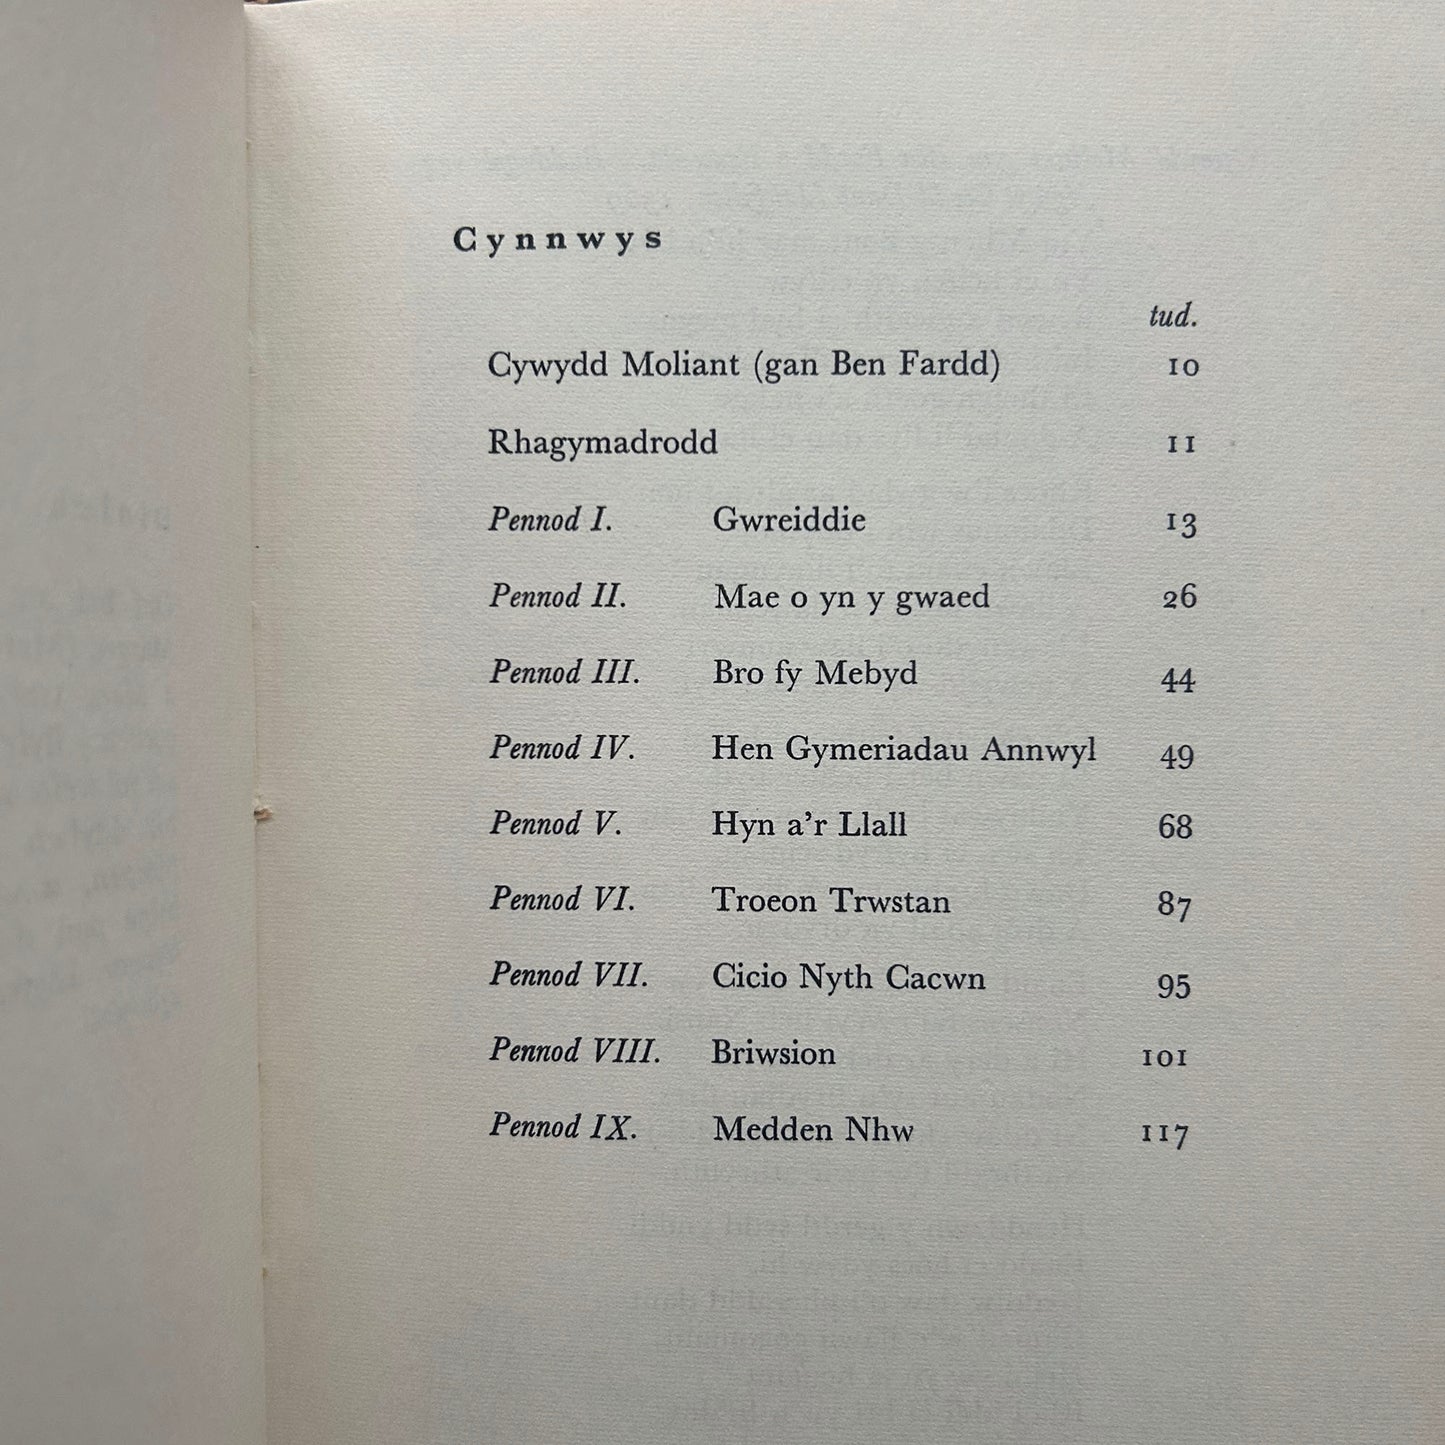 Cynnwys
tud.
Cywydd Moliant (gan Ben Fardd) 10
Rhagymadrodd 11
Pennod I. Gwreiddie 13
Pennod II. Mae o yn y gwaed 26
Pennod III. Bro fy Mebyd 44
Pennod IV. Hen Gymeriadau Annwyl 49
Pennod V. Hyn a'r Llall 68
Pennod VI. Troeon Trwstan 87
Pennod VII. Cicio Nyth Cacwn 95
Pennod VIII. Briwsion 101
Pennod IX. Medden Nhw 117